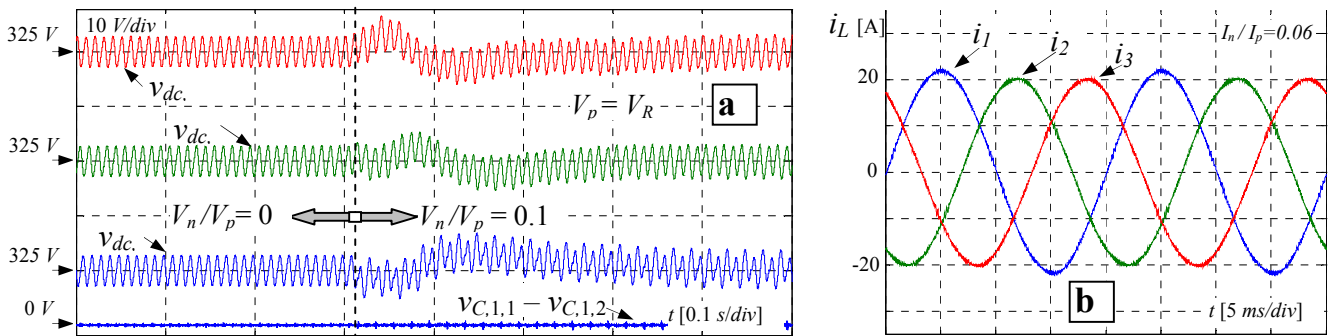 10 V/div
325 V
v_dc.
V_p = V_R
a
325 V
v_dc.
V_n/V_p = 0
V_n/V_p = 0.1
v_dc.
325 V
0 V
v_C,1,1 − v_C,1,2
t [0.1 s/div]
i_L [A]
i_1
i_2
i_3
I_n / I_p=0.06
20
0
-20
b
t [5 ms/div]